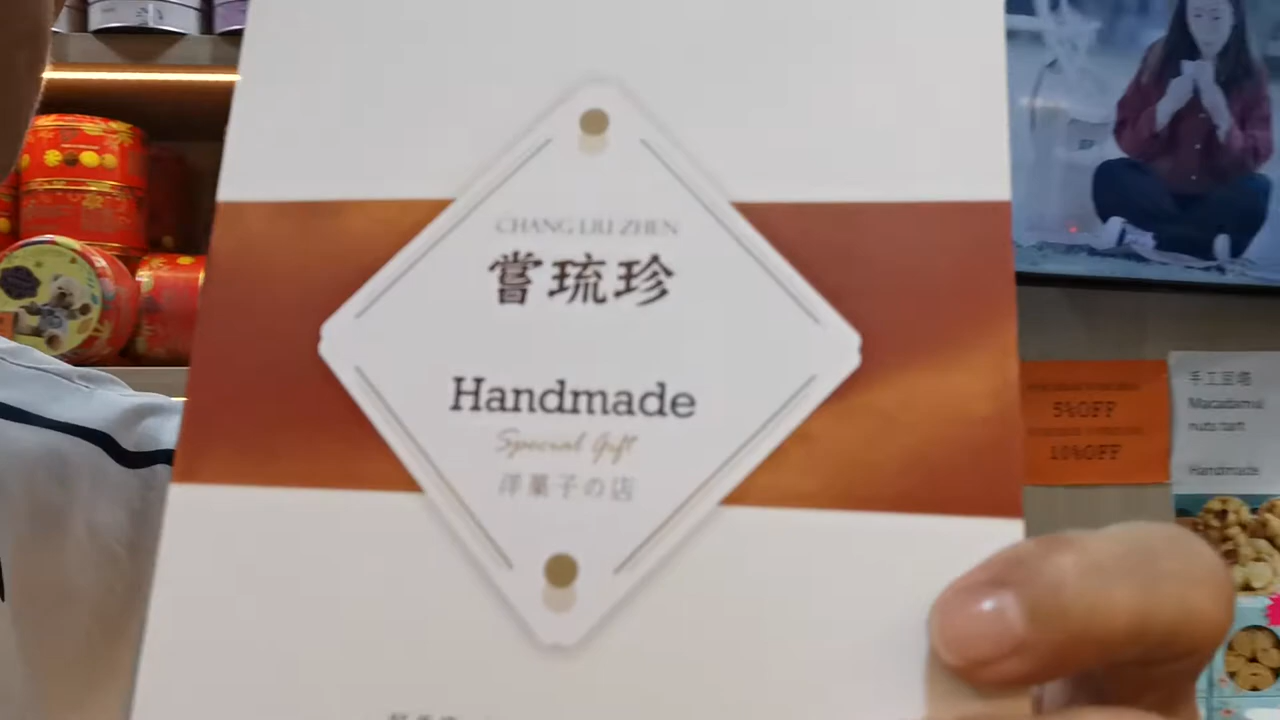 CHANG LIU ZHEN
嘗琉珍
Handmade
Special Gift
洋菓子の店
5%OFF
10%OFF
手工豆塔
Macadamia
nuts tart
Handmade